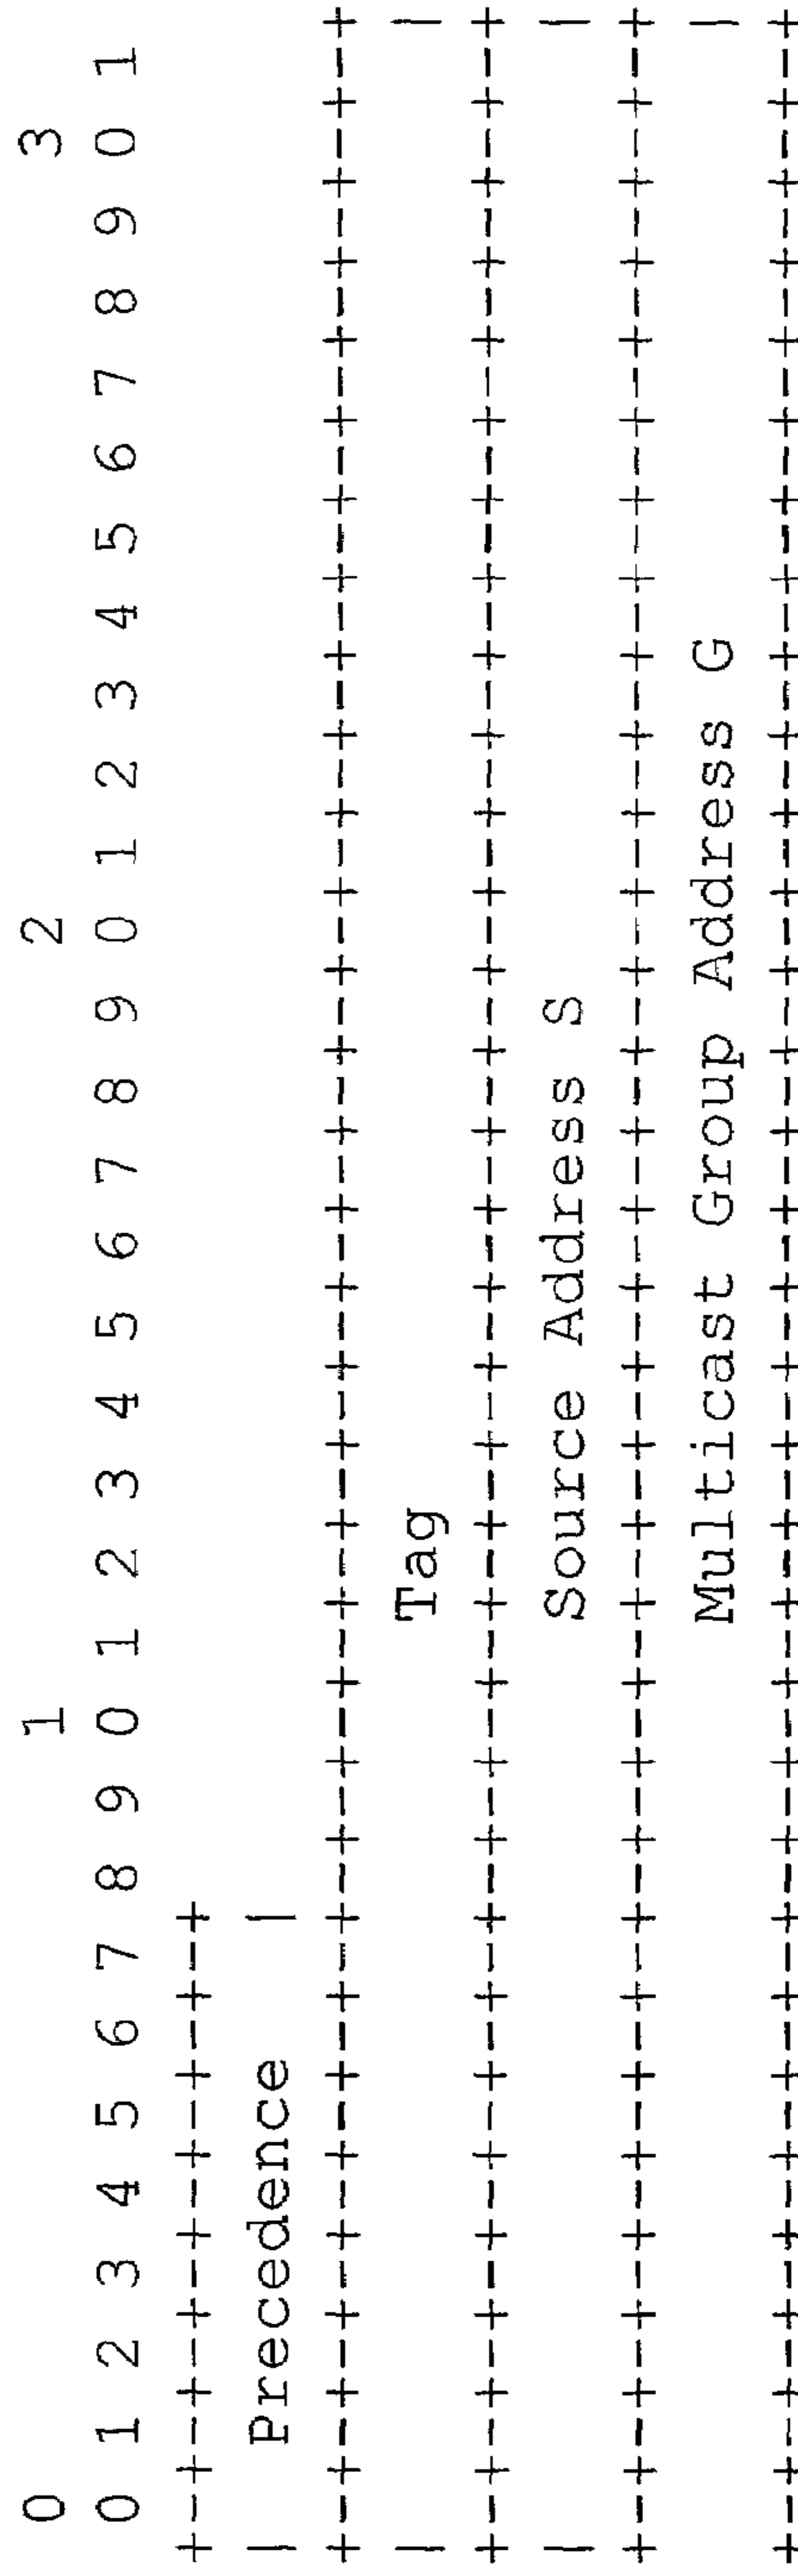 0                   1                   2                   3
 0 1 2 3 4 5 6 7 8 9 0 1 2 3 4 5 6 7 8 9 0 1 2 3 4 5 6 7 8 9 0 1
+-+-+-+-+-+-+-+-+
|  Precedence   |
+-+-+-+-+-+-+-+-+-+-+-+-+-+-+-+-+-+-+-+-+-+-+-+-+-+-+-+-+-+-+-+-+
|                       Tag                                     |
+-+-+-+-+-+-+-+-+-+-+-+-+-+-+-+-+-+-+-+-+-+-+-+-+-+-+-+-+-+-+-+-+
|                       Source Address S                        |
+-+-+-+-+-+-+-+-+-+-+-+-+-+-+-+-+-+-+-+-+-+-+-+-+-+-+-+-+-+-+-+-+
                        Multicast Group Address G               |
+-+-+-+-+-+-+-+-+-+-+-+-+-+-+-+-+-+-+-+-+-+-+-+-+-+-+-+-+-+-+-+-+